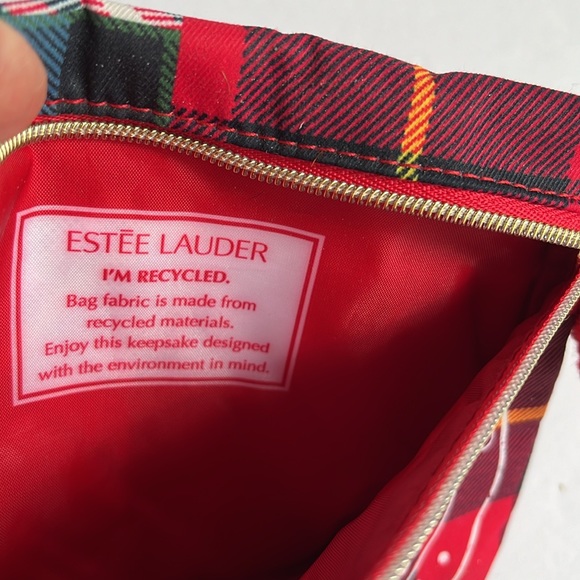 ESTĒE LAUDER
I'M RECYCLED.
Bag fabric is made from
recycled materials.
Enjoy this keepsake designed
with the environment in mind.